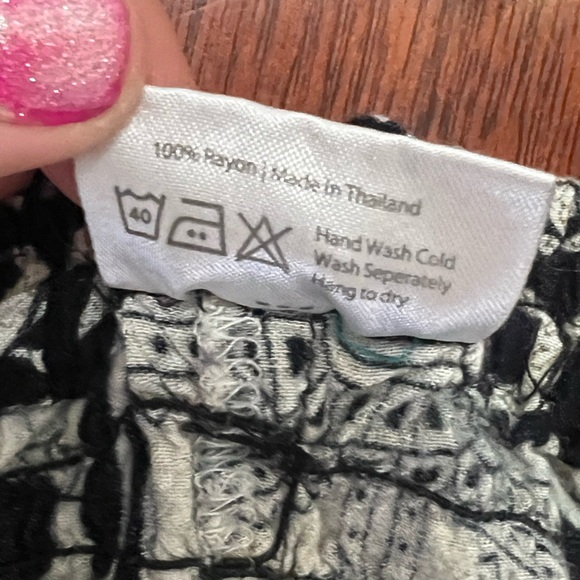 100% Rayon | Made in Thailand
40
Hand Wash Cold
Wash Seperately
Hang to dry